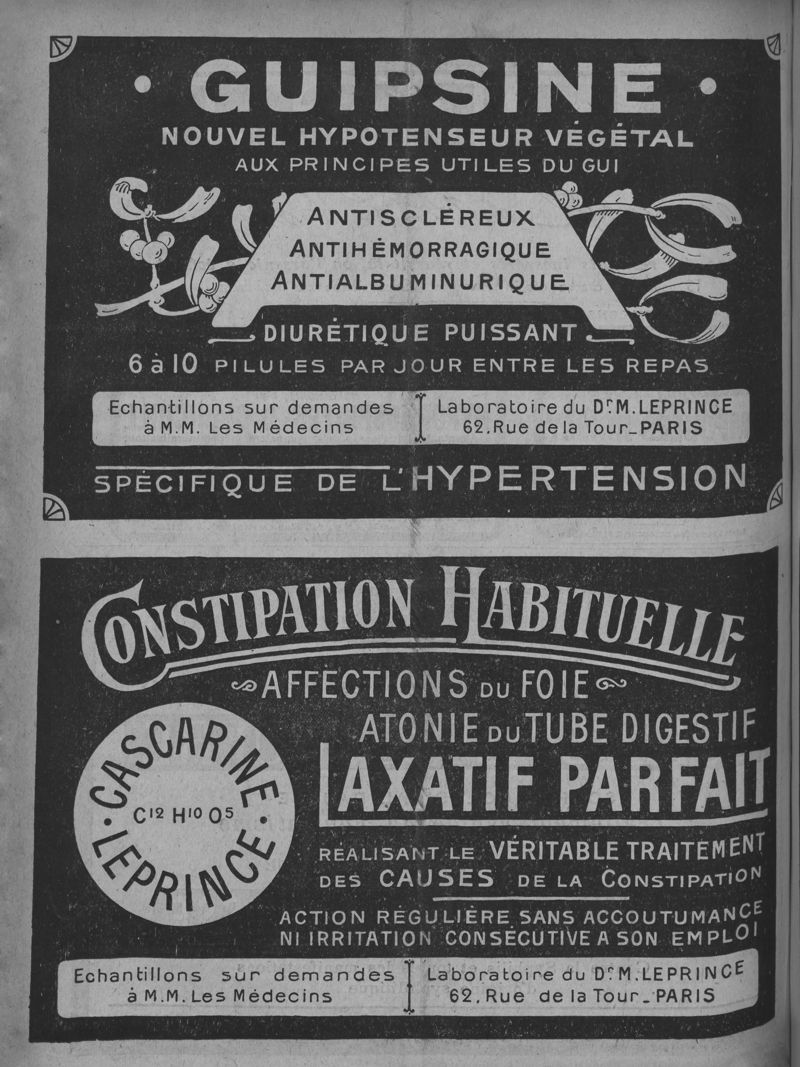 • GUIPSINE •
NOUVEL HYPOTENSEUR VÉGÉTAL
AUX PRINCIPES UTILES DU GUI
ANTISCLÉREUX
ANTIHÉMORRAGIQUE
ANTIALBUMINURIQUE
DIURÉTIQUE PUISSANT
6 à 10 PILULES PAR JOUR ENTRE LES REPAS
Echantillons sur demandes
à M.M. Les Médecins
Laboratoire du Dr. M. LEPRINCE
62, Rue de la Tour_PARIS
SPÉCIFIQUE DE L'HYPERTENSION
CONSTIPATION HABITUELLE
AFFECTIONS DU FOIE
ATONIE DU TUBE DIGESTIF
LAXATIF PARFAIT
CASCARINE
C12 H10 O5
LEPRINCE
RÉALISANT LE VÉRITABLE TRAITEMENT
DES CAUSES DE LA CONSTIPATION
ACTION RÉGULIÈRE SANS ACCOUTUMANCE
NI IRRITATION CONSÉCUTIVE A SON EMPLOI
Echantillons sur demandes
à M.M. Les Médecins
Laboratoire du Dr. M. LEPRINCE
62, Rue de la Tour_PARIS